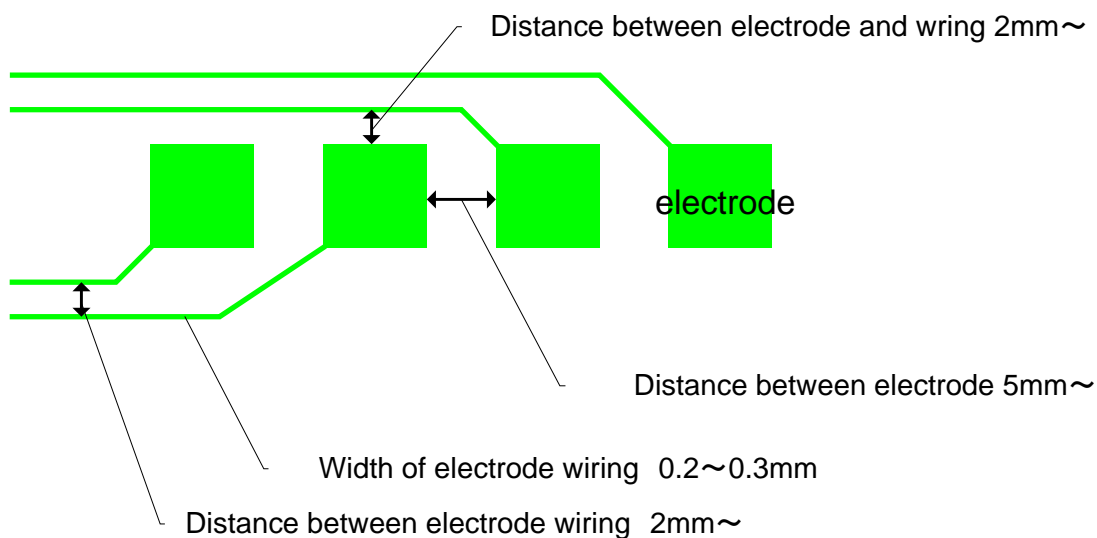 Distance between electrode and wring 2mm～
electrode
Distance between electrode 5mm～
Width of electrode wiring 0.2～0.3mm
Distance between electrode wiring 2mm～